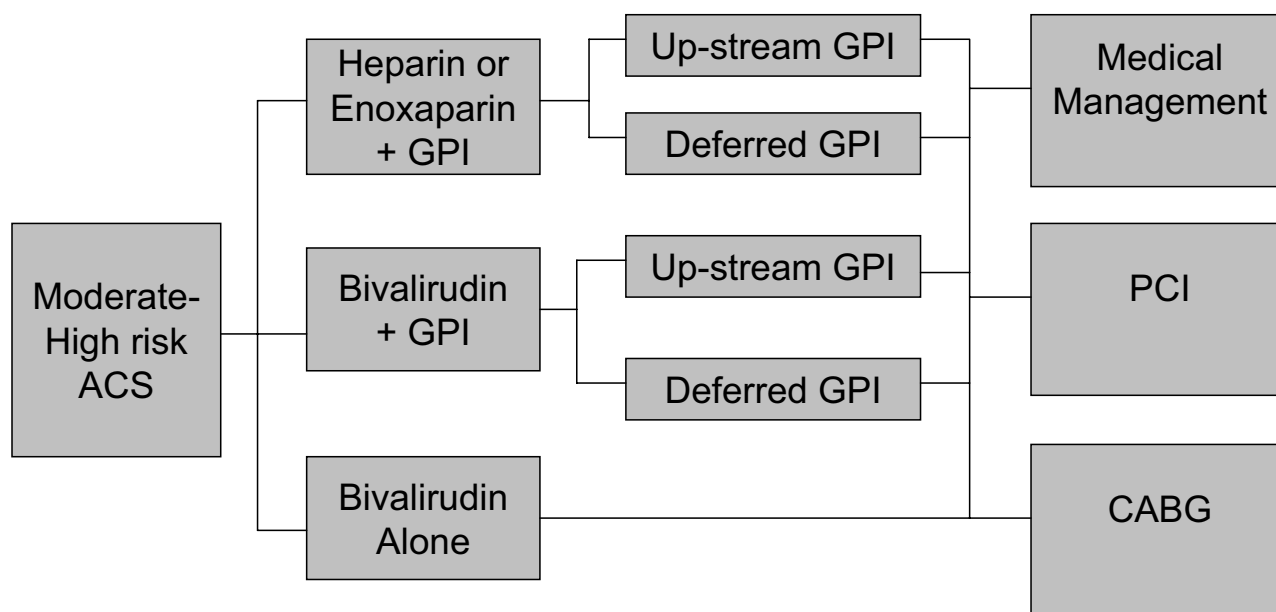 Moderate-
High risk
ACS
Heparin or
Enoxaparin
+ GPI
Bivalirudin
+ GPI
Bivalirudin
Alone
Up-stream GPI
Deferred GPI
Up-stream GPI
Deferred GPI
Medical
Management
PCI
CABG